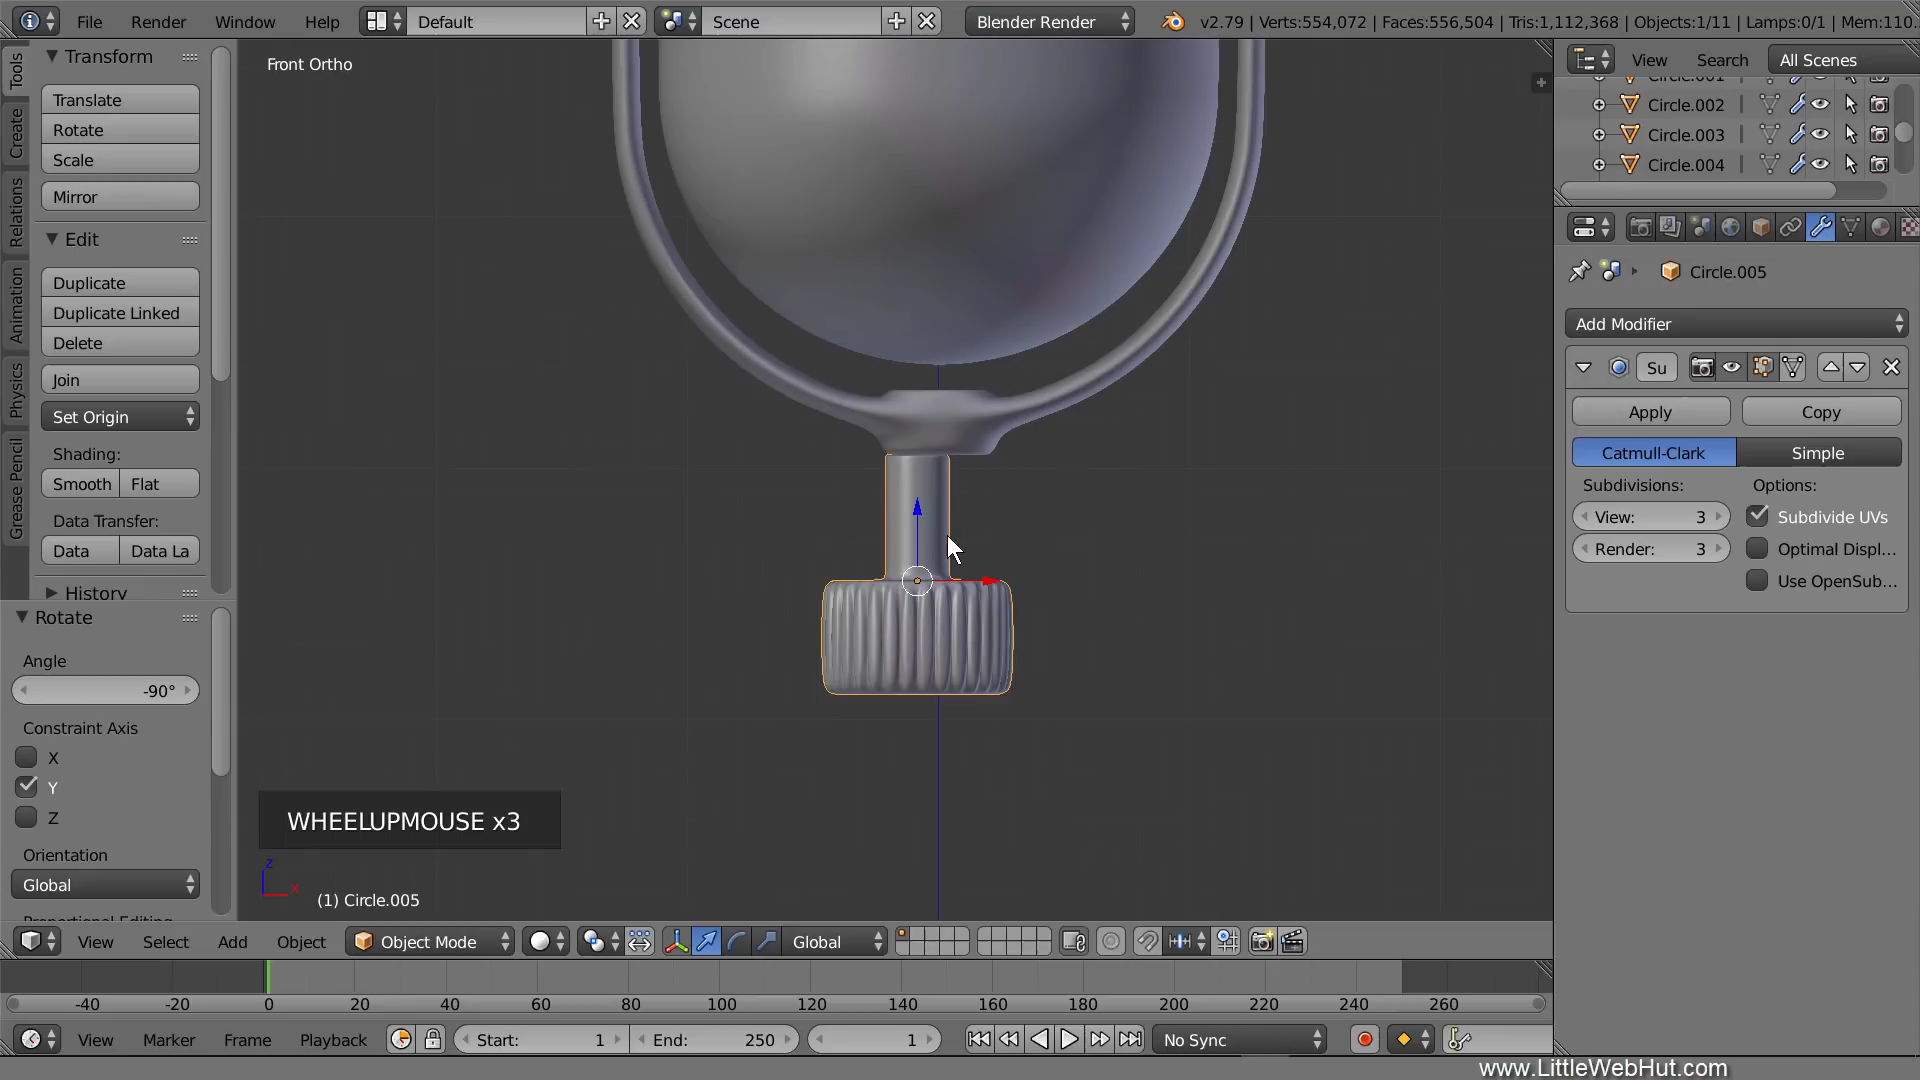 File Render Window Help Default Scene Blender Render v2.79 | Verts:554,072 | Faces:556,504 | Tris:1,112,368 | Objects:1/11 | Lamps:0/1 | Mem:110.
Tools
Create
Relations
Animation
Physics
Grease Pencil
Transform
Translate
Rotate
Scale
Mirror
Edit
Duplicate
Duplicate Linked
Delete
Join
Set Origin
Shading:
Smooth Flat
Data Transfer:
Data Data La
History
Rotate
Angle
-90°
Constraint Axis
X
Y
Z
Orientation
Global
Front Ortho
WHEELUPMOUSE x3
z
x
(1) Circle.005
View Search All Scenes
Circle.001
Circle.002
Circle.003
Circle.004
Circle.005
Add Modifier
Su
Apply Copy
Catmull-Clark Simple
Subdivisions: Options:
View: 3 Subdivide UVs
Render: 3 Optimal Displ...
Use OpenSub...
View Select Add Object Object Mode Global
-40 -20 0 20 40 60 80 100 120 140 160 180 200 220 240 260
View Marker Frame Playback Start: 1 End: 250 1 No Sync
www.LittleWebHut.com